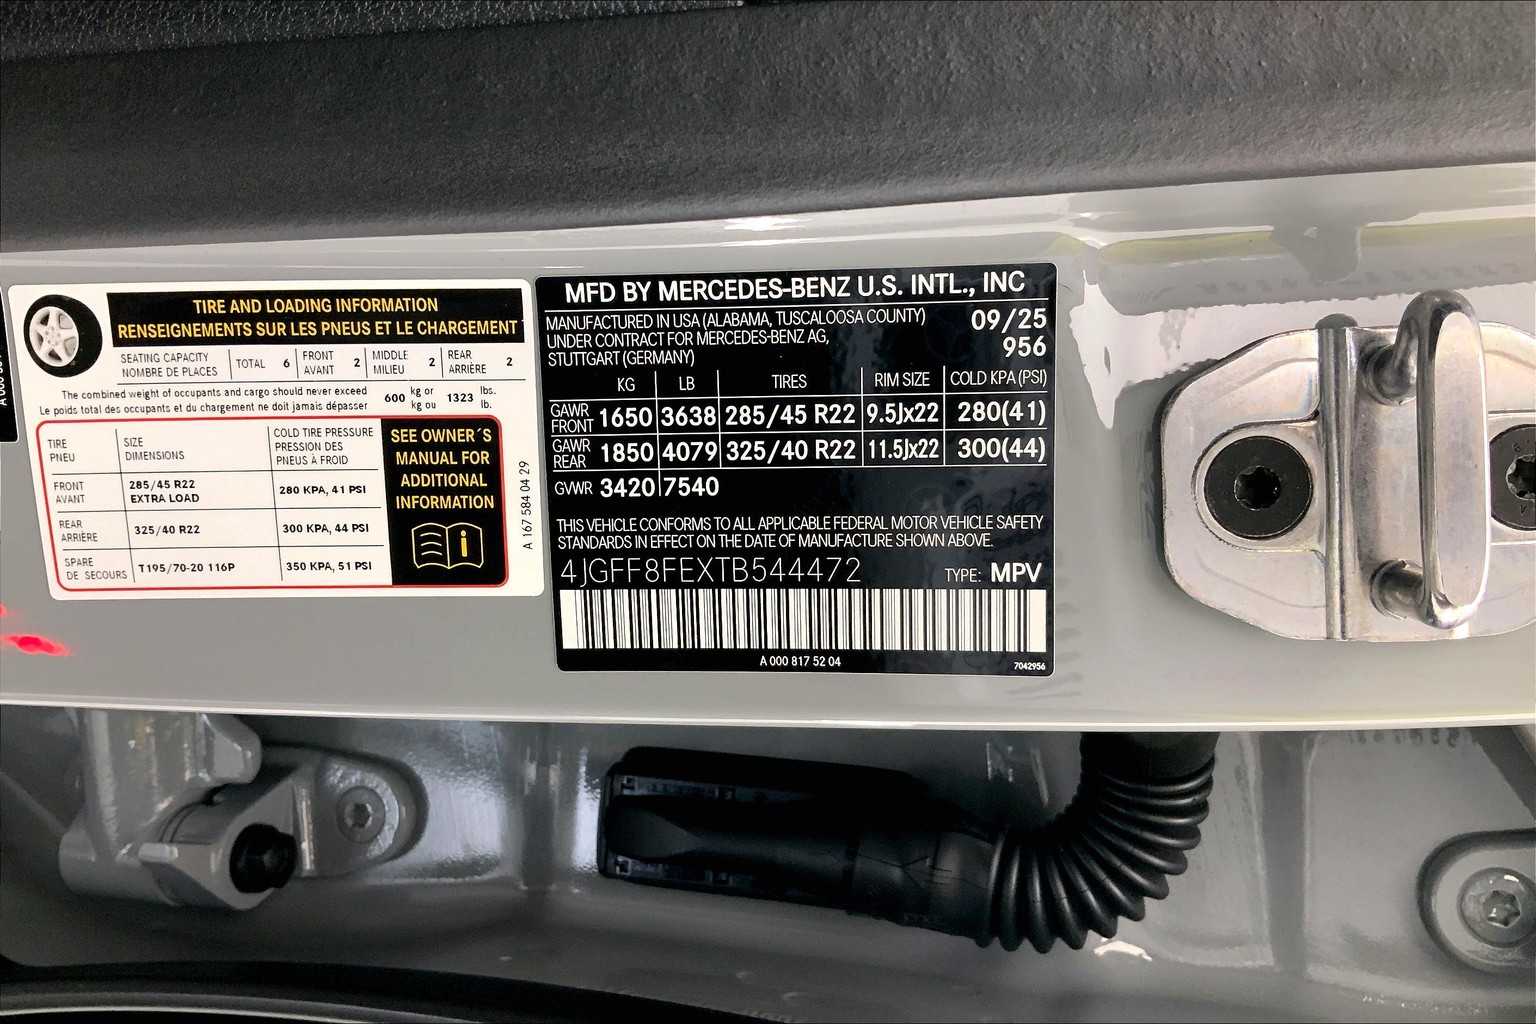 TIRE AND LOADING INFORMATION
RENSEIGNEMENTS SUR LES PNEUS ET LE CHARGEMENT
SEATING CAPACITY
NOMBRE DE PLACES
TOTAL 6
FRONT
AVANT 2
MIDDLE
MILIEU 2
REAR
ARRIÈRE 2
The combined weight of occupants and cargo should never exceed
Le poids total des occupants et du chargement ne doit jamais dépasser
600 kg or
kg ou
1323 lbs.
lb.
TIRE
PNEU
SIZE
DIMENSIONS
COLD TIRE PRESSURE
PRESSION DES
PNEUS À FROID
FRONT
AVANT
285/45 R22
EXTRA LOAD
280 KPA, 41 PSI
REAR
ARRIÈRE
325/40 R22
300 KPA, 44 PSI
SPARE
DE SECOURS
T195/70-20 116P
350 KPA, 51 PSI
SEE OWNER´S
MANUAL FOR
ADDITIONAL
INFORMATION
A 167 584 04 29
MFD BY MERCEDES-BENZ U.S. INTL., INC
MANUFACTURED IN USA (ALABAMA, TUSCALOOSA COUNTY)
UNDER CONTRACT FOR MERCEDES-BENZ AG,
STUTTGART (GERMANY)
09/25
956
KG LB TIRES RIM SIZE COLD KPA (PSI)
GAWR
FRONT 1650 3638 285/45 R22 9.5Jx22 280(41)
GAWR
REAR 1850 4079 325/40 R22 11.5Jx22 300(44)
GVWR 3420 7540
THIS VEHICLE CONFORMS TO ALL APPLICABLE FEDERAL MOTOR VEHICLE SAFETY
STANDARDS IN EFFECT ON THE DATE OF MANUFACTURE SHOWN ABOVE.
4JGFF8FEXTB544472
TYPE: MPV
A 000 817 52 04
7042956